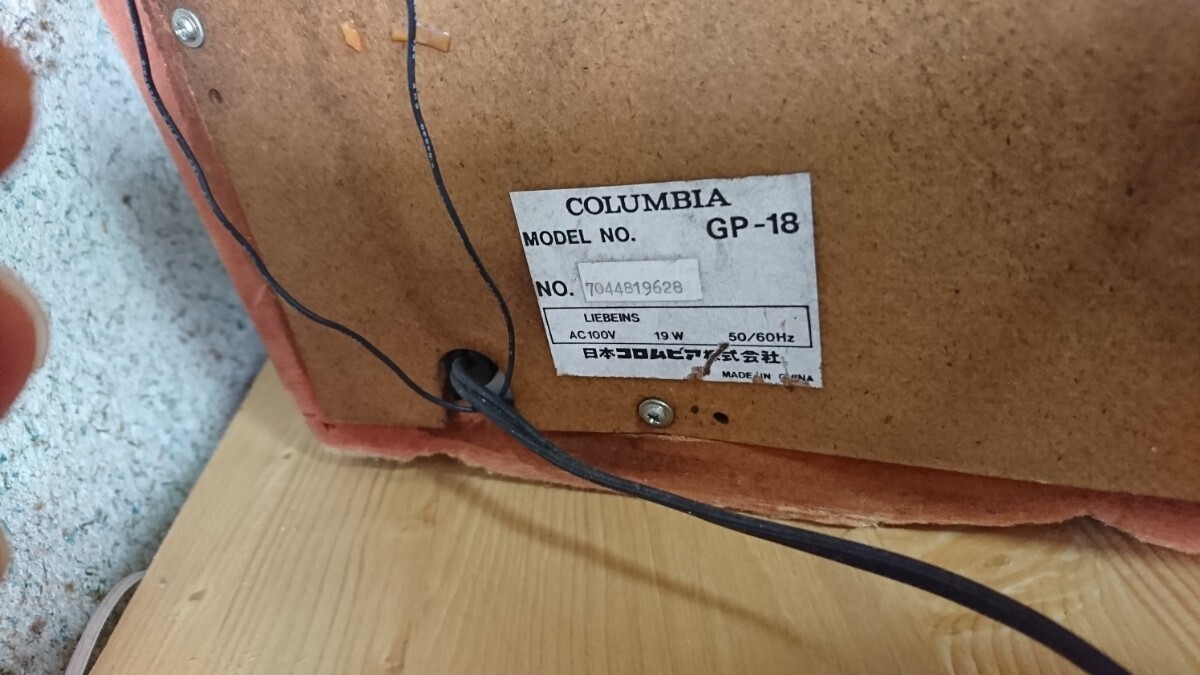 COLUMBIA
MODEL NO. GP-18
NO. 7044819628
LIEBEINS
AC100V 19W 50/60Hz
日本コロムビア株式会社
MADE IN CHINA